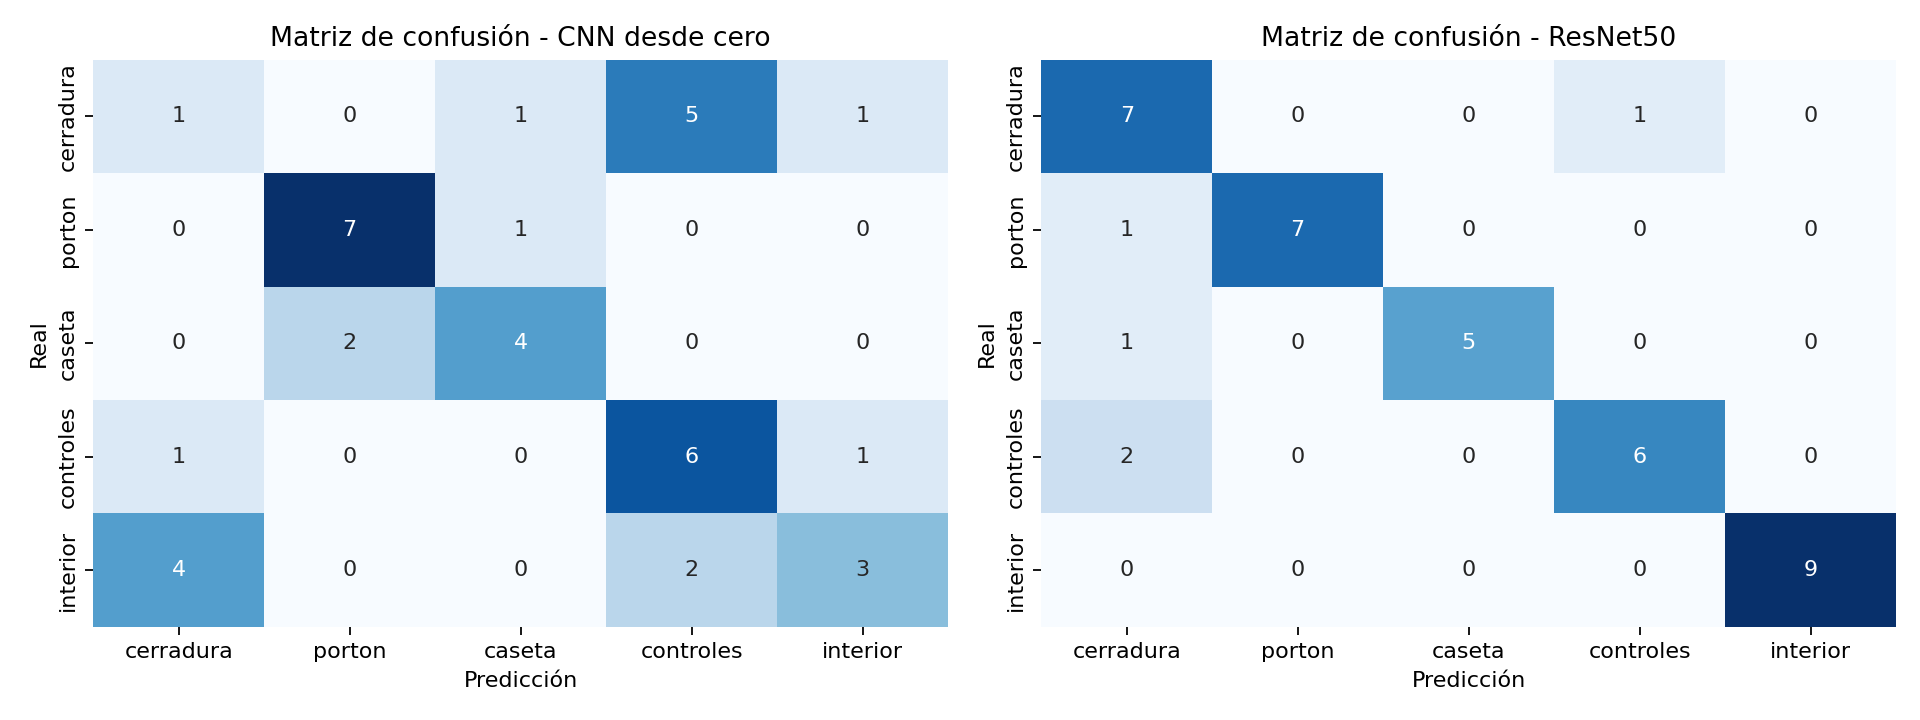 Matriz de confusión - CNN desde cero
Real
cerradura 1 0 1 5 1
porton 0 7 1 0 0
caseta 0 2 4 0 0
controles 1 0 0 6 1
interior 4 0 0 2 3
cerradura porton caseta controles interior
Predicción
Matriz de confusión - ResNet50
Real
cerradura 7 0 0 1 0
porton 1 7 0 0 0
caseta 1 0 5 0 0
controles 2 0 0 6 0
interior 0 0 0 0 9
cerradura porton caseta controles interior
Predicción